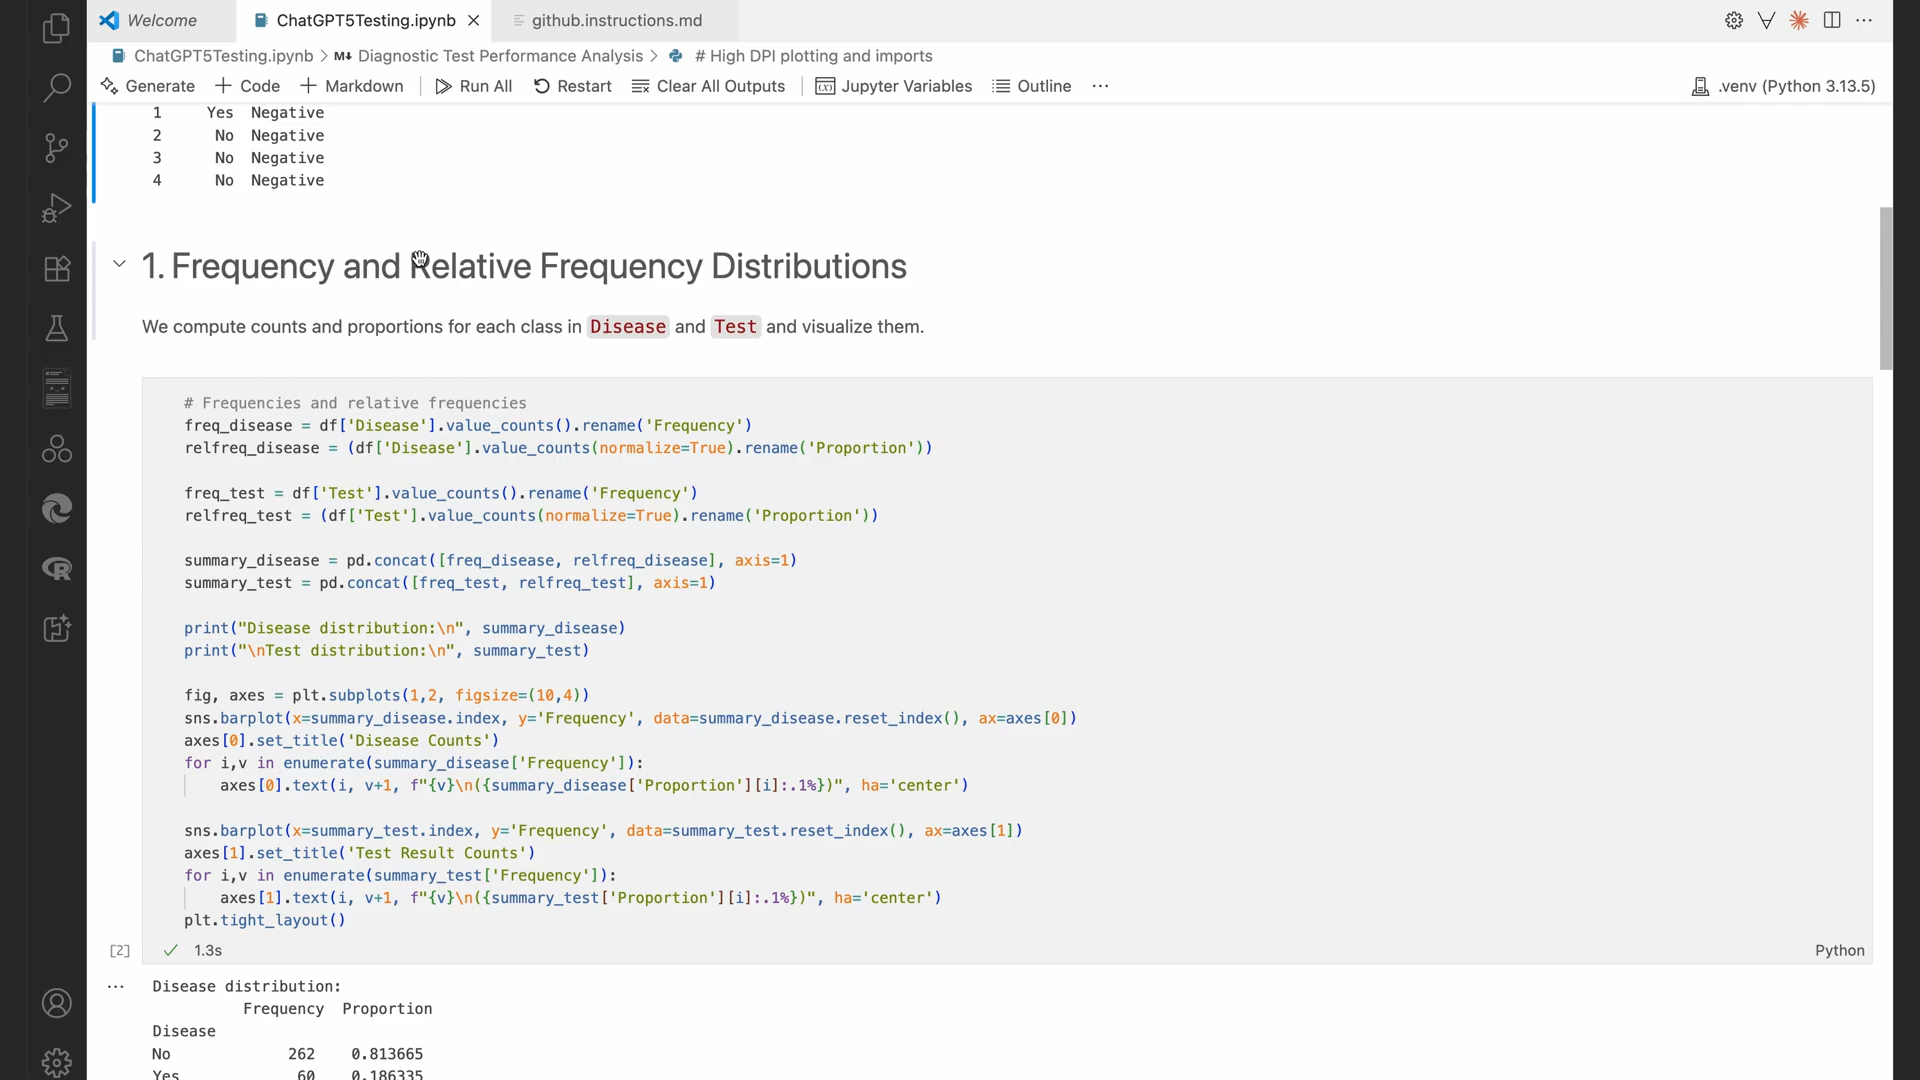 Welcome
ChatGPT5Testing.ipynb
github.instructions.md
ChatGPT5Testing.ipynb > M↓ Diagnostic Test Performance Analysis > # High DPI plotting and imports
Generate + Code + Markdown Run All Restart Clear All Outputs Jupyter Variables Outline ··· .venv (Python 3.13.5)
1 Yes Negative
2 No Negative
3 No Negative
4 No Negative
1. Frequency and Relative Frequency Distributions
We compute counts and proportions for each class in Disease and Test and visualize them.
# Frequencies and relative frequencies
freq_disease = df['Disease'].value_counts().rename('Frequency')
relfreq_disease = (df['Disease'].value_counts(normalize=True).rename('Proportion'))
freq_test = df['Test'].value_counts().rename('Frequency')
relfreq_test = (df['Test'].value_counts(normalize=True).rename('Proportion'))
summary_disease = pd.concat([freq_disease, relfreq_disease], axis=1)
summary_test = pd.concat([freq_test, relfreq_test], axis=1)
print("Disease distribution:\n", summary_disease)
print("\nTest distribution:\n", summary_test)
fig, axes = plt.subplots(1,2, figsize=(10,4))
sns.barplot(x=summary_disease.index, y='Frequency', data=summary_disease.reset_index(), ax=axes[0])
axes[0].set_title('Disease Counts')
for i,v in enumerate(summary_disease['Frequency']):
axes[0].text(i, v+1, f"{v}\n({summary_disease['Proportion'][i]:.1%})", ha='center')
sns.barplot(x=summary_test.index, y='Frequency', data=summary_test.reset_index(), ax=axes[1])
axes[1].set_title('Test Result Counts')
for i,v in enumerate(summary_test['Frequency']):
axes[1].text(i, v+1, f"{v}\n({summary_test['Proportion'][i]:.1%})", ha='center')
plt.tight_layout()
[2] ✓ 1.3s Python
··· Disease distribution:
Frequency Proportion
Disease
No 262 0.813665
Yes 60 0.186335